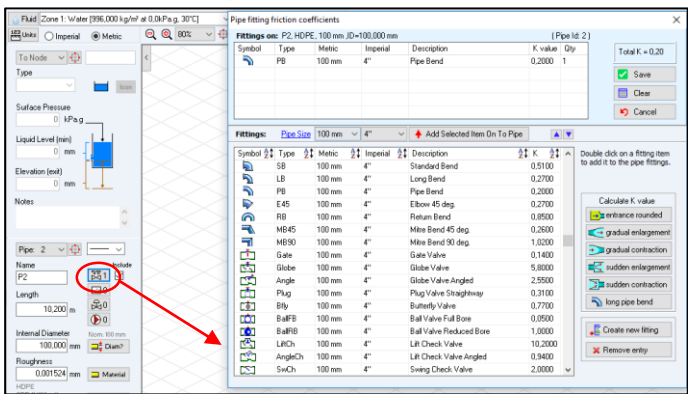 Fluid Zone 1: Water [996,000 kg/m³ at 0,0kPa.g, 30°C]
Units Imperial Metric 80%
To Node
Type
Icon
Surface Pressure
0 kPa.g
Liquid Level (min)
0 mm
Elevation (exit)
0 mm
Notes
Pipe: 2
Name Include
P2 1
0
Length
10,200 m 0
0
Internal Diameter Nom. 100 mm
100,000 mm Diam?
Roughness
0.001524 mm Material
HDPE
Pipe fitting friction coefficients
Fittings on: P2, HDPE, 100 mm ,ID=100,000 mm ( Pipe Id: 2 )
Symbol Type Metric Imperial Description K value Qty
PB 100 mm 4" Pipe Bend 0,2000 1
Total K = 0,20
Save
Clear
Cancel
Fittings: Pipe Size 100 mm 4" Add Selected Item On To Pipe
Symbol Type Metric Imperial Description K
SB 100 mm 4" Standard Bend 0,5100
LB 100 mm 4" Long Bend 0,2700
PB 100 mm 4" Pipe Bend 0,2000
E45 100 mm 4" Elbow 45 deg. 0,2700
RB 100 mm 4" Return Bend 0,8500
MB45 100 mm 4" Mitre Bend 45 deg. 0,2600
MB90 100 mm 4" Mitre Bend 90 deg. 1,0200
Gate 100 mm 4" Gate Valve 0,1400
Globe 100 mm 4" Globe Valve 5,8000
Angle 100 mm 4" Globe Valve Angled 2,5500
Plug 100 mm 4" Plug Valve Straightway 0,3100
Bfly 100 mm 4" Butterfly Valve 0,7700
BallFB 100 mm 4" Ball Valve Full Bore 0,0500
BallRB 100 mm 4" Ball Valve Reduced Bore 1,0000
LiftCh 100 mm 4" Lift Check Valve 10,2000
AngleCh 100 mm 4" Lift Check Valve Angled 0,9400
SwCh 100 mm 4" Swing Check Valve 2,0000
Double click on a fitting item
to add it to the pipe fittings.
Calculate K value
entrance rounded
gradual enlargement
gradual contraction
sudden enlargement
sudden contraction
long pipe bend
Create new fitting
Remove entry